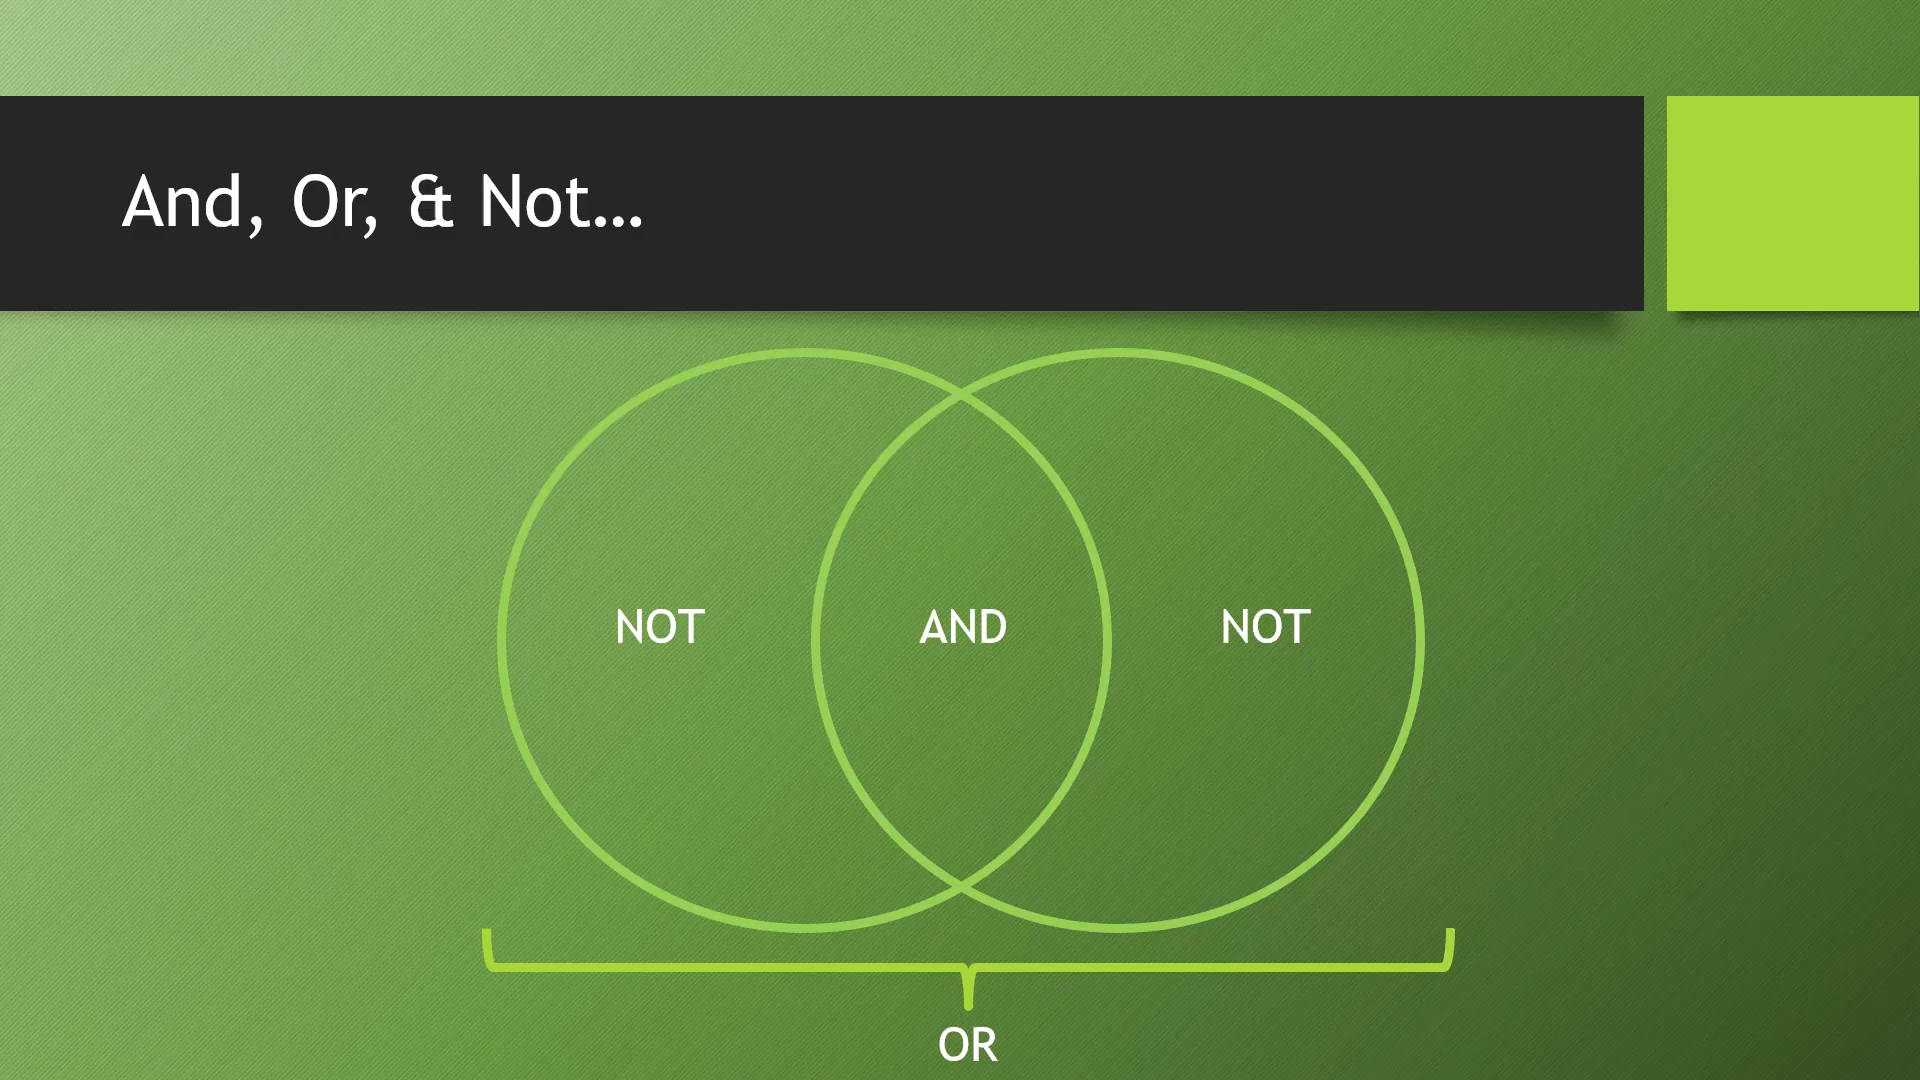 And, Or, & Not…
NOT AND NOT
OR